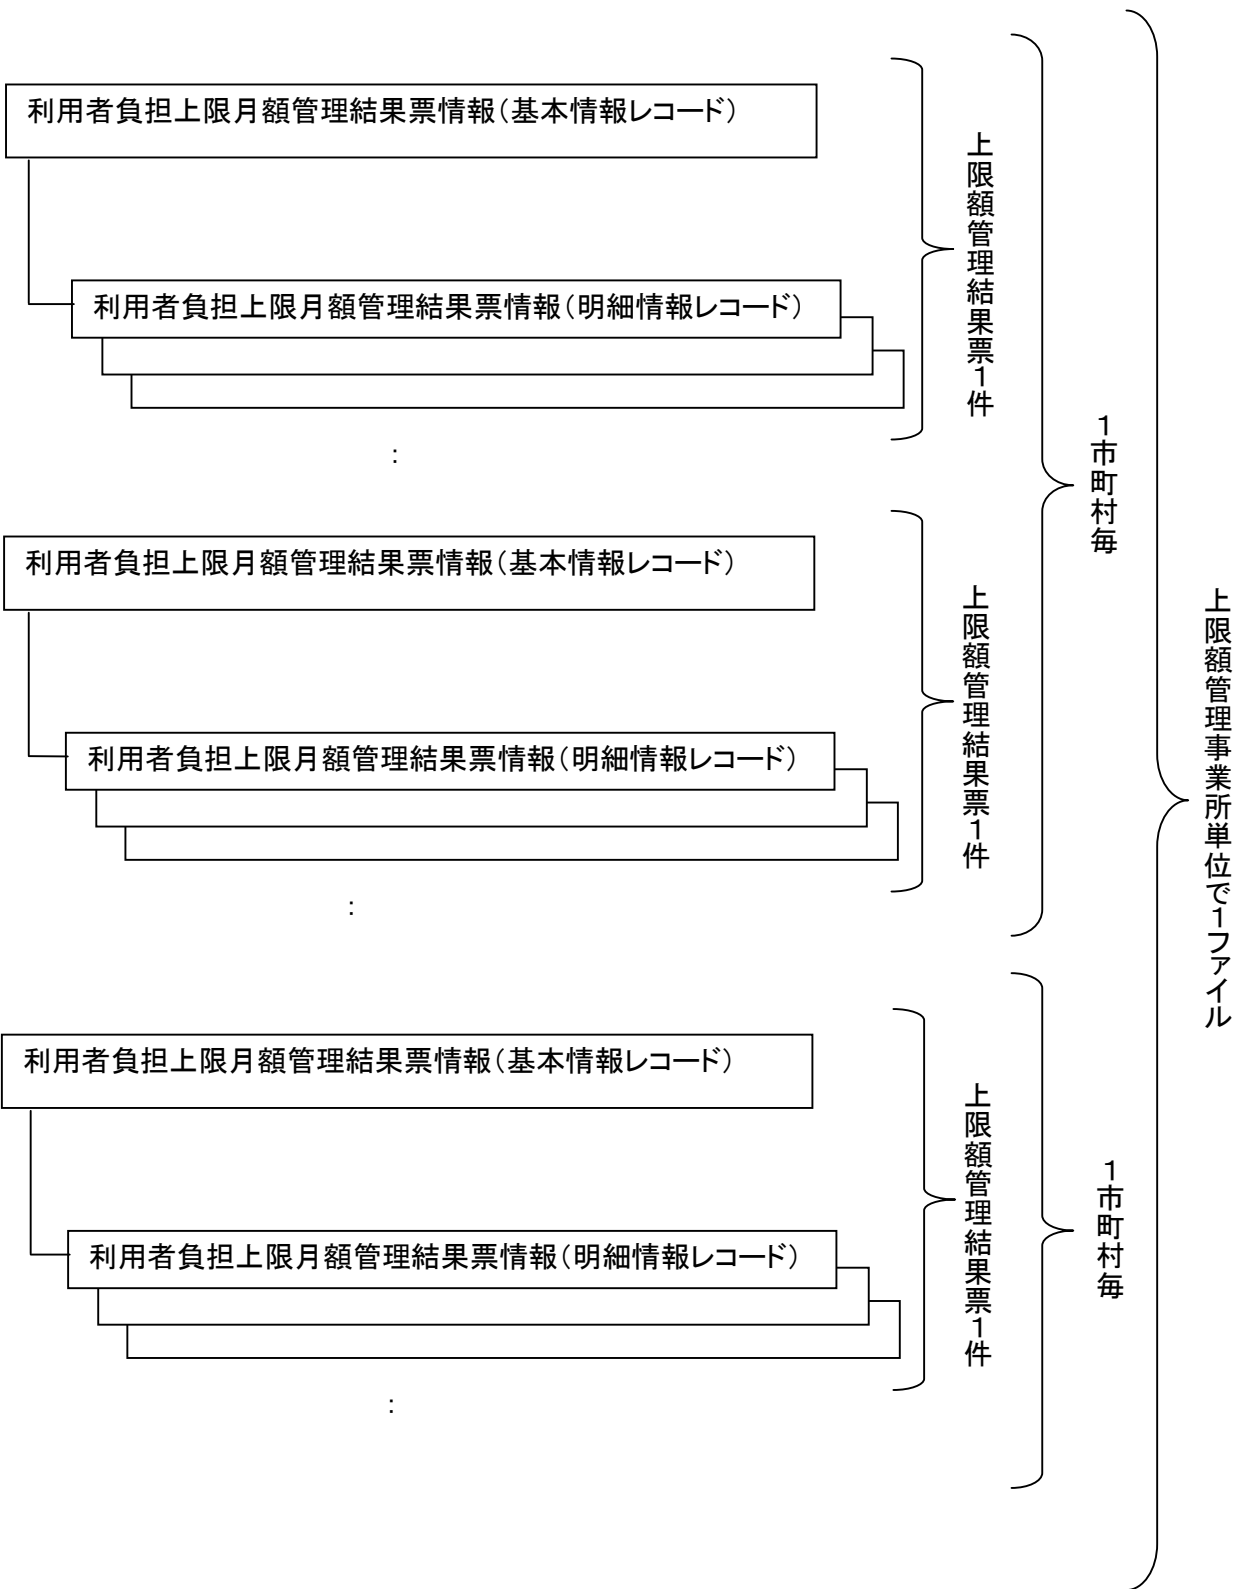 利用者負担上限月額管理結果票情報（基本情報レコード）
利用者負担上限月額管理結果票情報（明細情報レコード）
：
上限額管理結果票１件
利用者負担上限月額管理結果票情報（基本情報レコード）
利用者負担上限月額管理結果票情報（明細情報レコード）
：
上限額管理結果票１件
１市町村毎
利用者負担上限月額管理結果票情報（基本情報レコード）
利用者負担上限月額管理結果票情報（明細情報レコード）
：
上限額管理結果票１件
１市町村毎
上限額管理事業所単位で１ファイル